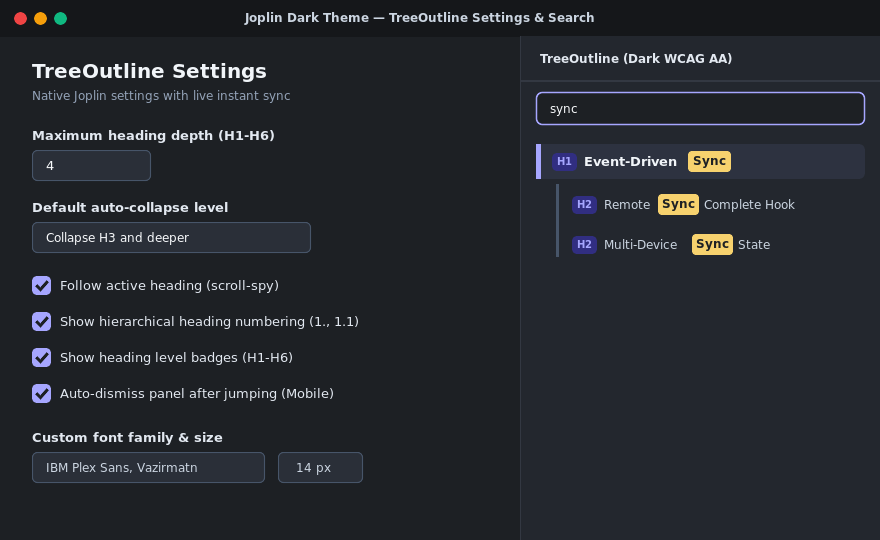 Joplin Dark Theme — TreeOutline Settings & Search
TreeOutline Settings
Native Joplin settings with live instant sync
Maximum heading depth (H1-H6)
4
Default auto-collapse level
Collapse H3 and deeper
Follow active heading (scroll-spy)
Show hierarchical heading numbering (1., 1.1)
Show heading level badges (H1-H6)
Auto-dismiss panel after jumping (Mobile)
Custom font family & size
IBM Plex Sans, Vazirmatn
14 px
TreeOutline (Dark WCAG AA)
sync
H1 Event-Driven Sync
H2 Remote Sync Complete Hook
H2 Multi-Device Sync State